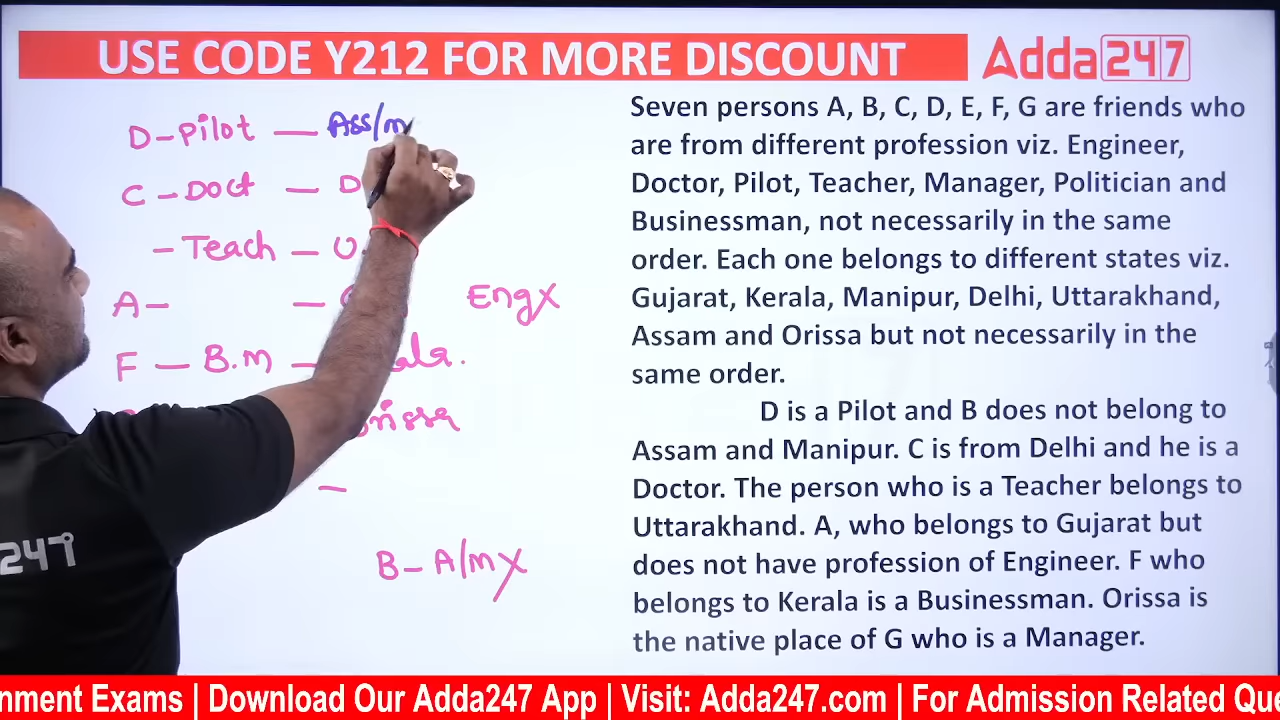 USE CODE Y212 FOR MORE DISCOUNT
Adda247
D - Pilot — Ass/m
C - Doct — D
- Teach — U.
A - — G Eng X
F — B.m — ala.
rissa
—
B - A/m X
247
Seven persons A, B, C, D, E, F, G are friends who
are from different profession viz. Engineer,
Doctor, Pilot, Teacher, Manager, Politician and
Businessman, not necessarily in the same
order. Each one belongs to different states viz.
Gujarat, Kerala, Manipur, Delhi, Uttarakhand,
Assam and Orissa but not necessarily in the
same order.
D is a Pilot and B does not belong to
Assam and Manipur. C is from Delhi and he is a
Doctor. The person who is a Teacher belongs to
Uttarakhand. A, who belongs to Gujarat but
does not have profession of Engineer. F who
belongs to Kerala is a Businessman. Orissa is
the native place of G who is a Manager.
nment Exams | Download Our Adda247 App | Visit: Adda247.com | For Admission Related Que